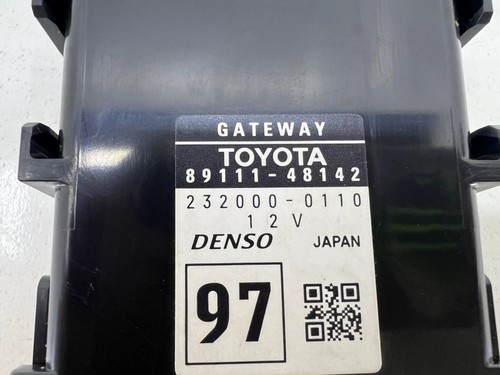 GATEWAY
TOYOTA
89111-48142
232000-0110
12V
DENSO JAPAN
97